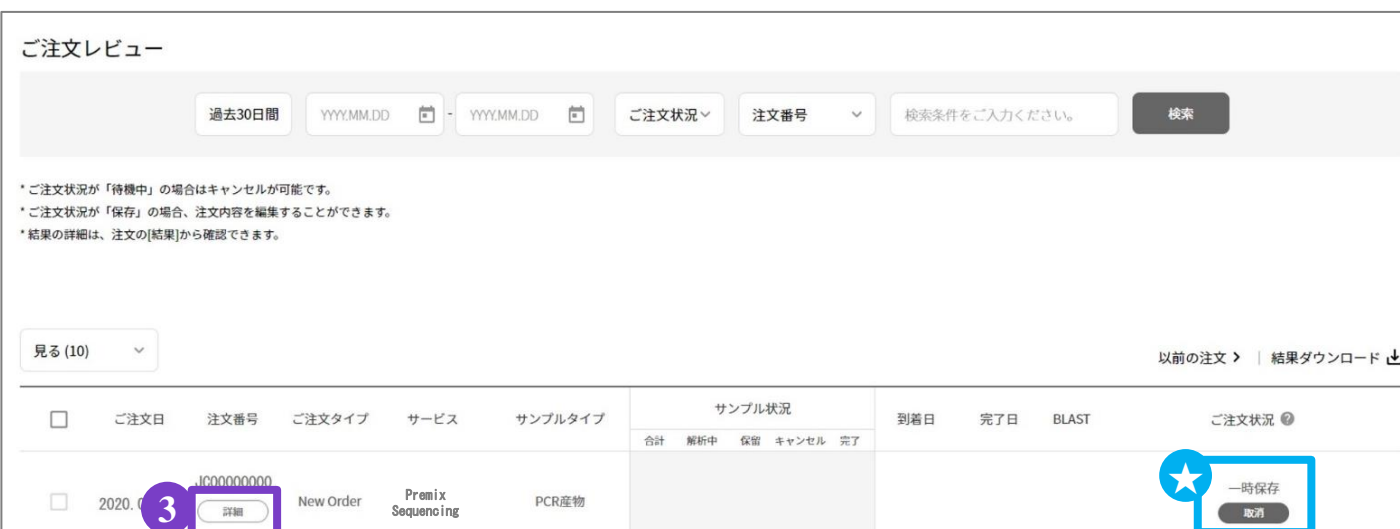 ご注文レビュー
過去30日間 YYYY.MM.DD - YYYY.MM.DD ご注文状況 注文番号 検索条件をご入力ください。 検索
* ご注文状況が「待機中」の場合はキャンセルが可能です。
* ご注文状況が「保存」の場合、注文内容を編集することができます。
* 結果の詳細は、注文の[結果]から確認できます。
見る (10)
以前の注文 | 結果ダウンロード
ご注文日 注文番号 ご注文タイプ サービス サンプルタイプ サンプル状況 到着日 完了日 BLAST ご注文状況 ?
合計 解析中 保留 キャンセル 完了
JC00000000 一時保存
2020. 3 詳細 New Order Premix Sequencing PCR産物 取消